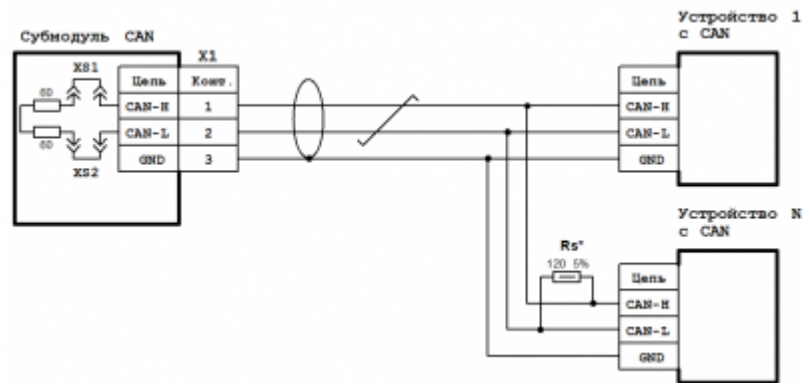 Субмодуль CAN
XS1
60
60
XS2
X1
Цепь Конт.
CAN-H 1
CAN-L 2
GND 3
Устройство 1
с CAN
Цепь
CAN-H
CAN-L
GND
Устройство N
с CAN
Rs*
120 5%
Цепь
CAN-H
CAN-L
GND